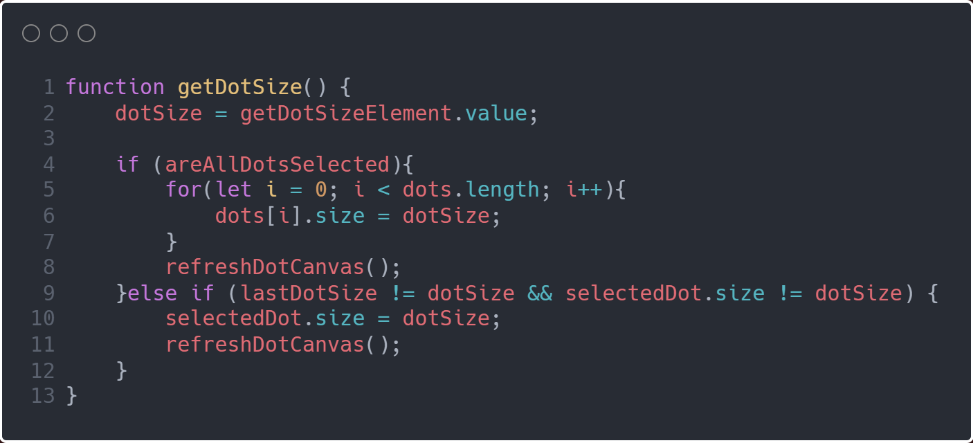 1 function getDotSize() {
2     dotSize = getDotSizeElement.value;
3
4     if (areAllDotsSelected){
5         for(let i = 0; i < dots.length; i++){
6             dots[i].size = dotSize;
7         }
8         refreshDotCanvas();
9     }else if (lastDotSize != dotSize && selectedDot.size != dotSize) {
10         selectedDot.size = dotSize;
11         refreshDotCanvas();
12     }
13 }